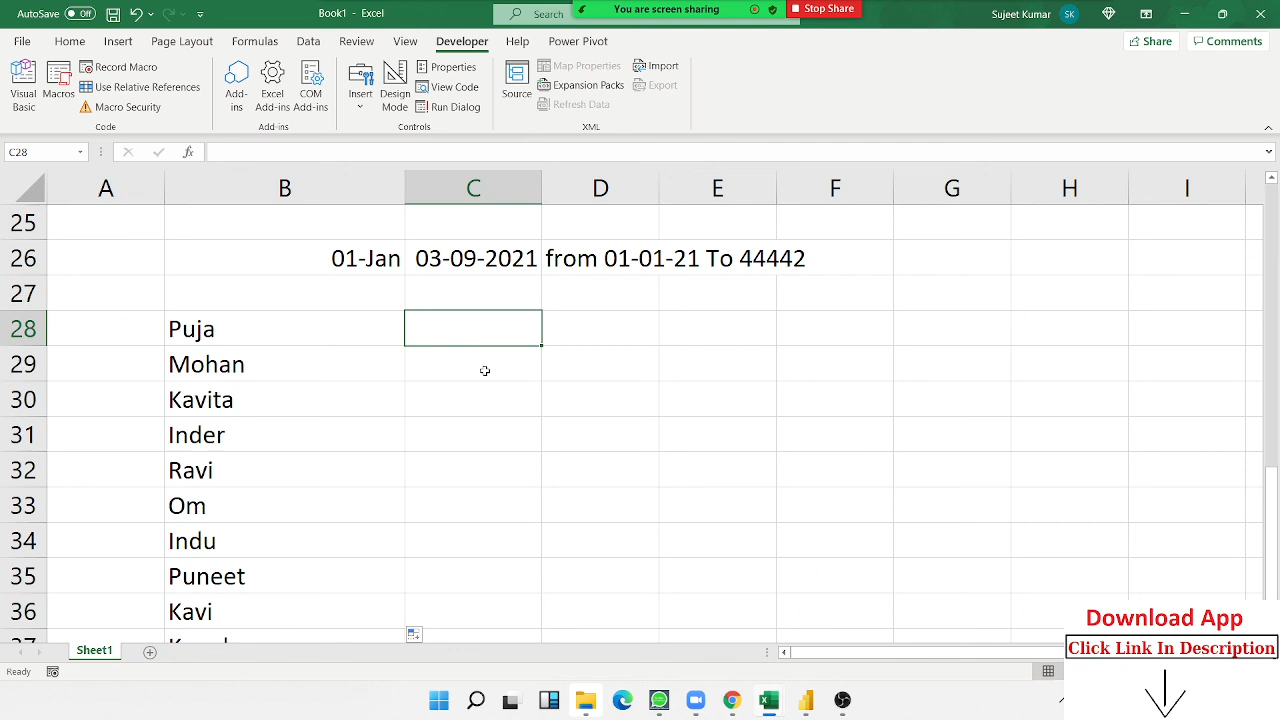 AutoSave Off Book1 - Excel Search You are screen sharing Stop Share Sujeet Kumar SK
File Home Insert Page Layout Formulas Data Review View Developer Help Power Pivot Share Comments
Visual Basic
Macros
Record Macro
Use Relative References
Macro Security
Code
Add-ins
Excel Add-ins
COM Add-ins
Add-ins
Insert
Design Mode
Properties
View Code
Run Dialog
Controls
Source
Map Properties
Expansion Packs
Refresh Data
Import
Export
XML
C28 fx
A B C D E F G H I
25
26 01-Jan 03-09-2021 from 01-01-21 To 44442
27
28 Puja
29 Mohan
30 Kavita
31 Inder
32 Ravi
33 Om
34 Indu
35 Puneet
36 Kavi
Sheet1
Ready
Download App
Click Link In Description